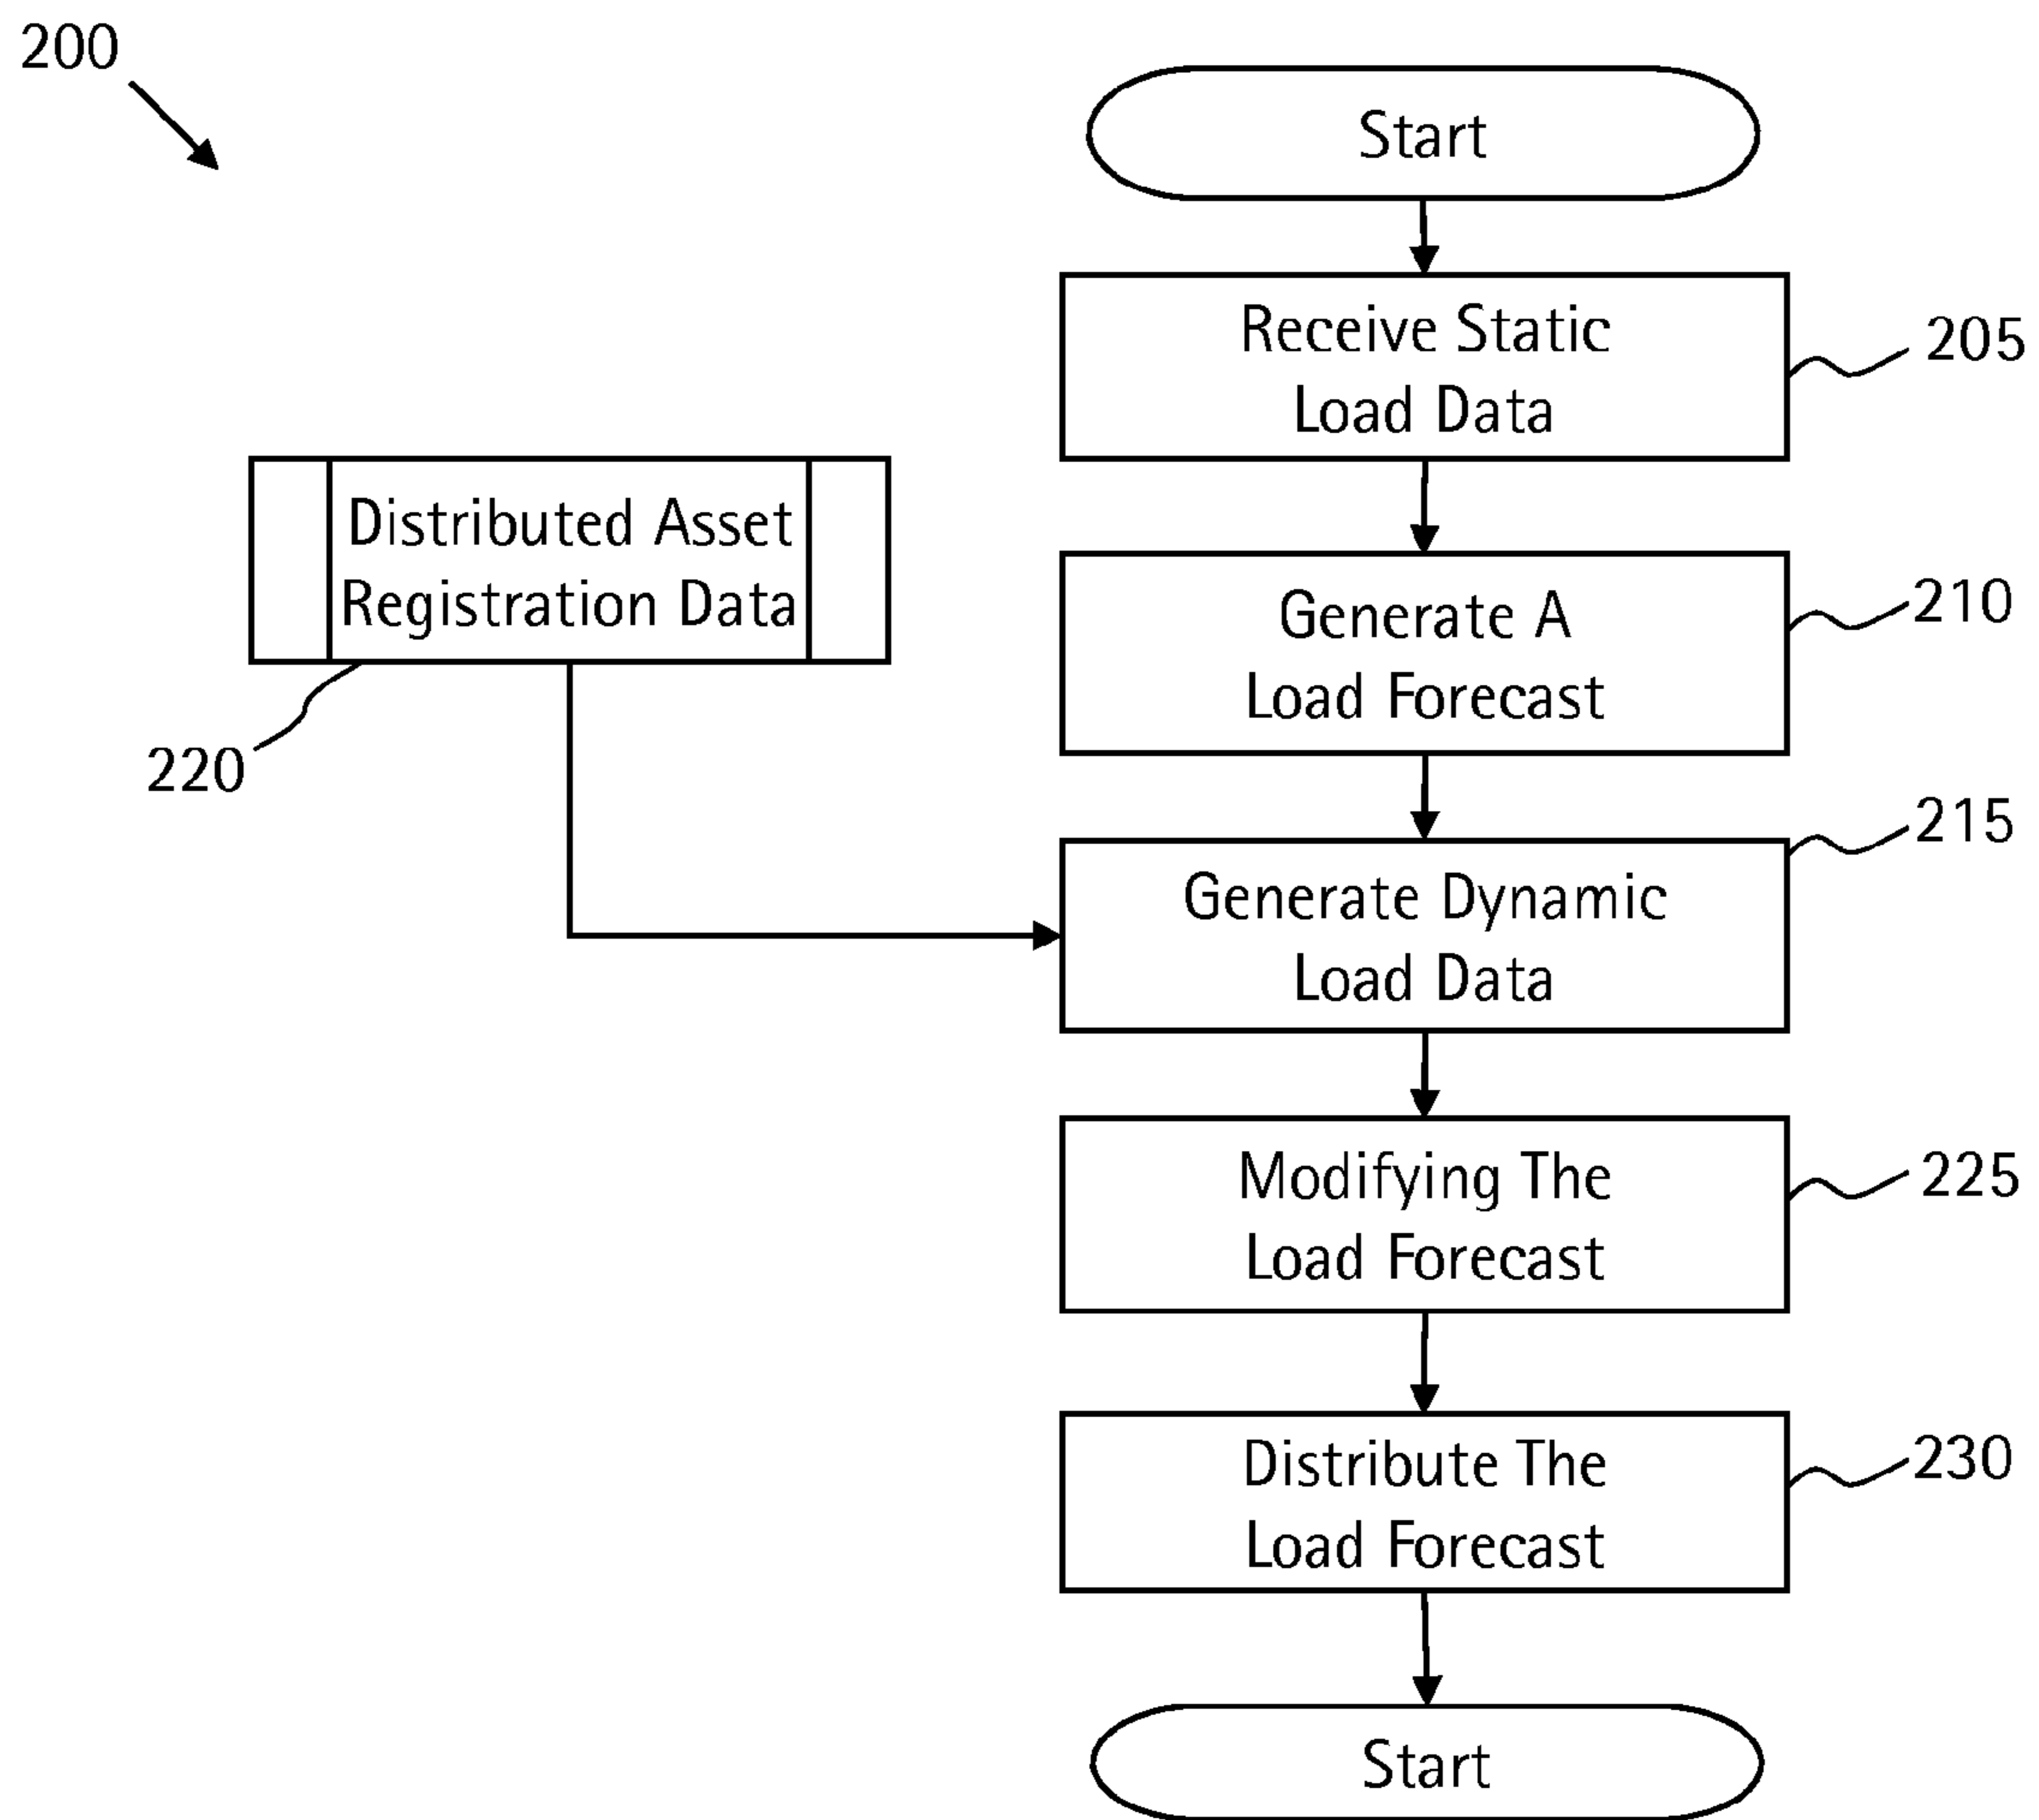 200
Start
Receive Static
Load Data
205
Distributed Asset
Registration Data
220
Generate A
Load Forecast
210
Generate Dynamic
Load Data
215
Modifying The
Load Forecast
225
Distribute The
Load Forecast
230
Start